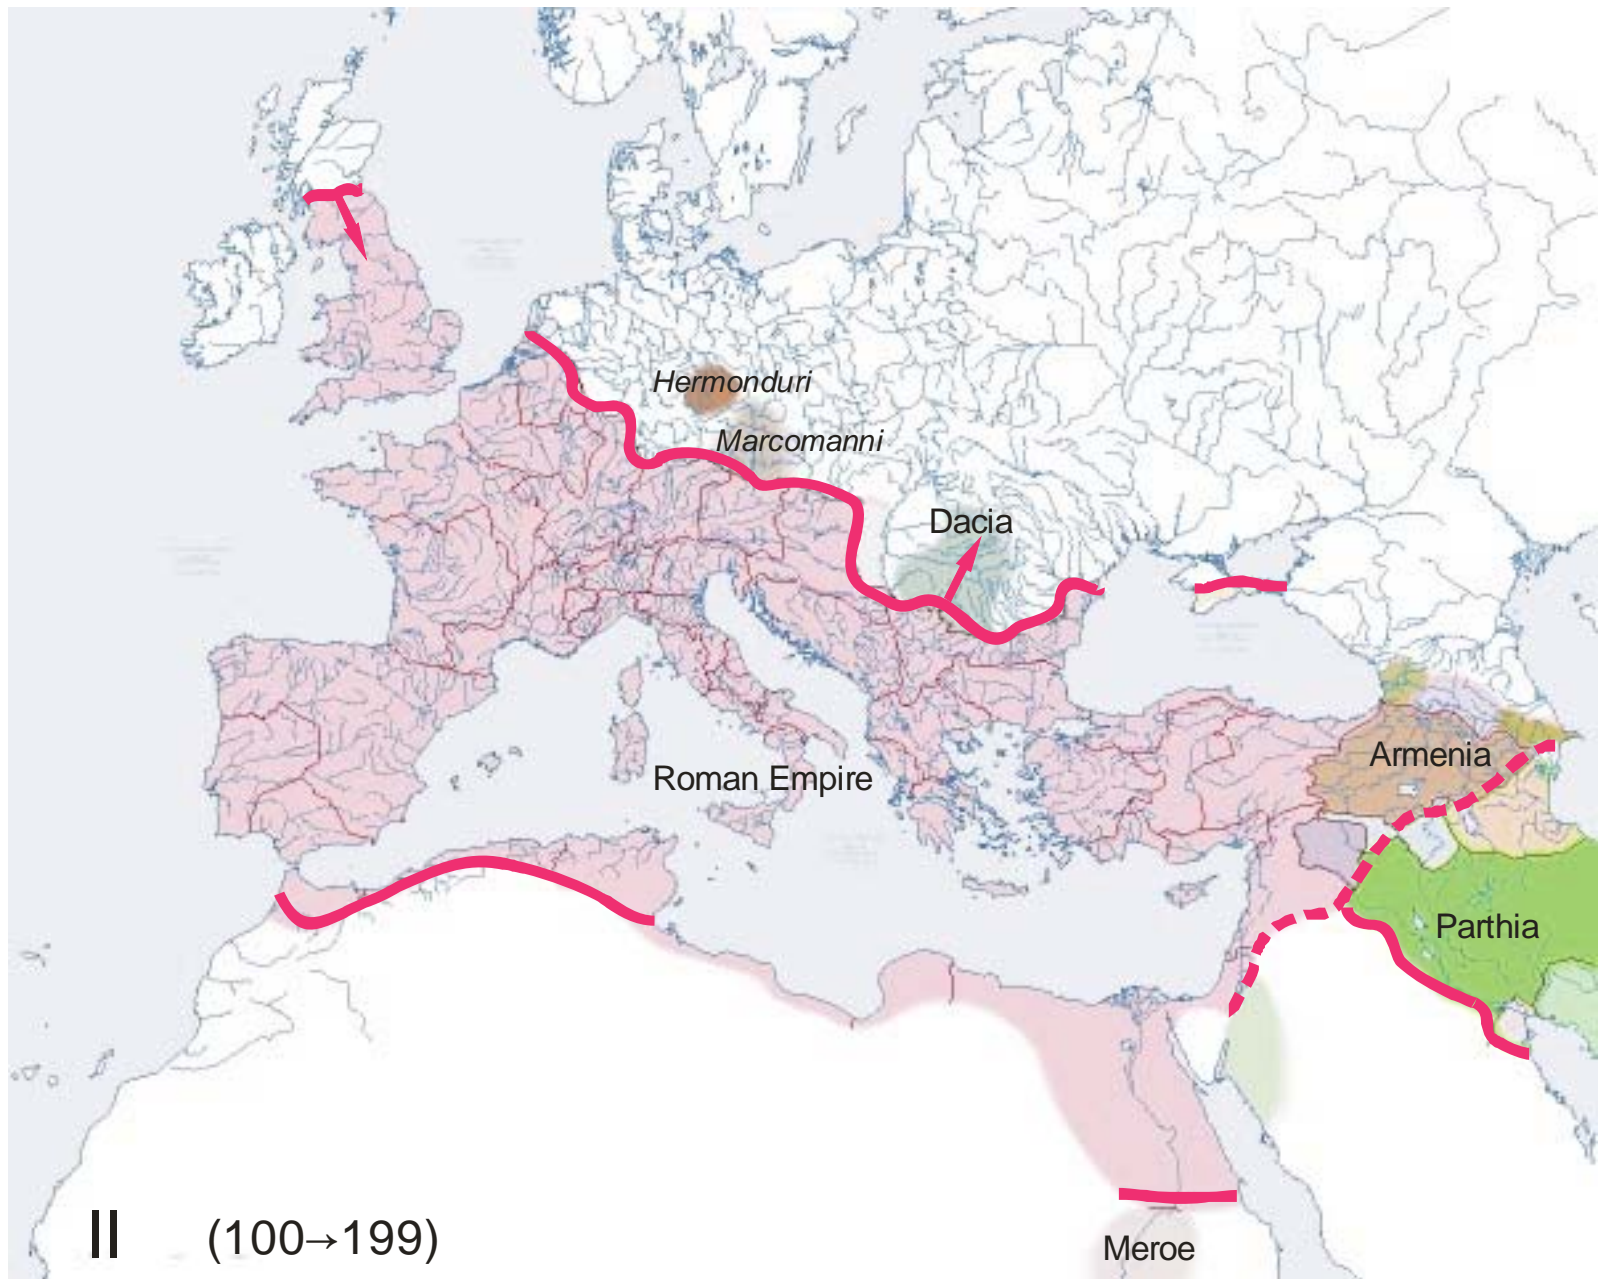 Hermonduri
Marcomanni
Dacia
Armenia
Roman Empire
Parthia
II (100→199)
Meroe